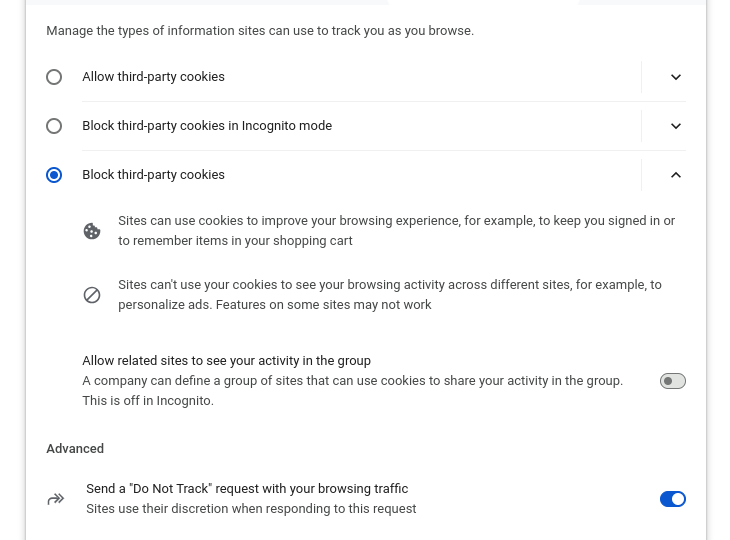 Manage the types of information sites can use to track you as you browse.
Allow third-party cookies
Block third-party cookies in Incognito mode
Block third-party cookies
Sites can use cookies to improve your browsing experience, for example, to keep you signed in or
to remember items in your shopping cart
Sites can't use your cookies to see your browsing activity across different sites, for example, to
personalize ads. Features on some sites may not work
Allow related sites to see your activity in the group
A company can define a group of sites that can use cookies to share your activity in the group.
This is off in Incognito.
Advanced
Send a "Do Not Track" request with your browsing traffic
Sites use their discretion when responding to this request